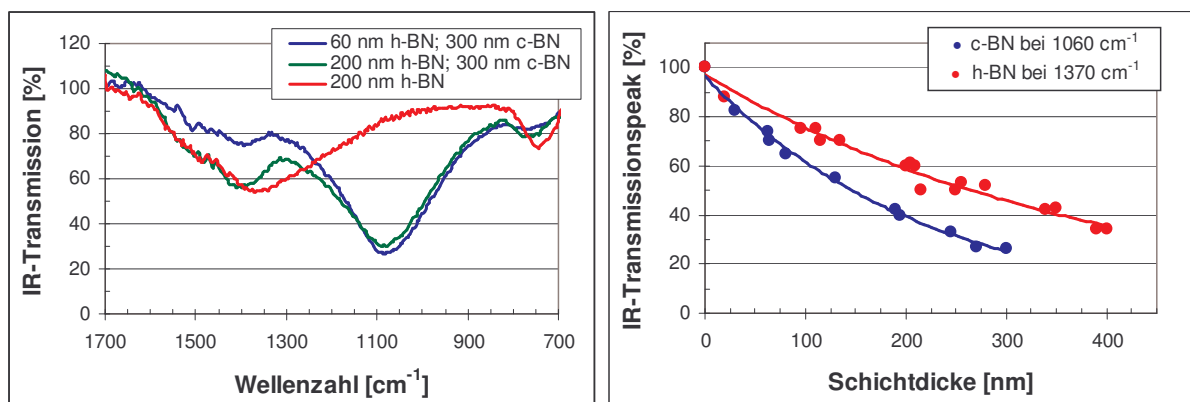 IR-Transmission [%]
120
100
80
60
40
20
0
60 nm h-BN; 300 nm c-BN
200 nm h-BN; 300 nm c-BN
200 nm h-BN
1700 1500 1300 1100 900 700
Wellenzahl [cm⁻¹]
IR-Transmissionspeak [%]
120
100
80
60
40
20
0
c-BN bei 1060 cm⁻¹
h-BN bei 1370 cm⁻¹
0 100 200 300 400
Schichtdicke [nm]